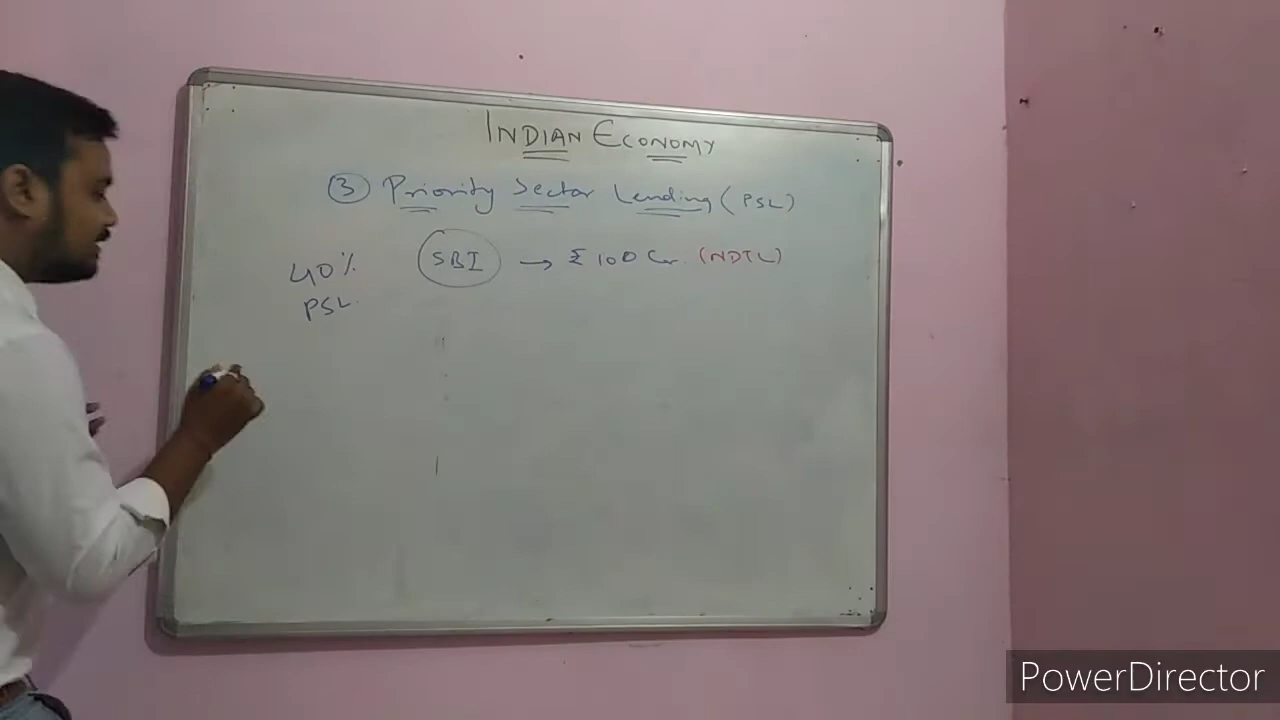 INDIAN ECONOMY
③ Priority Sector Lending (PSL)
40% SBI → ₹ 100 Cr. (NDTL)
PSL
PowerDirector